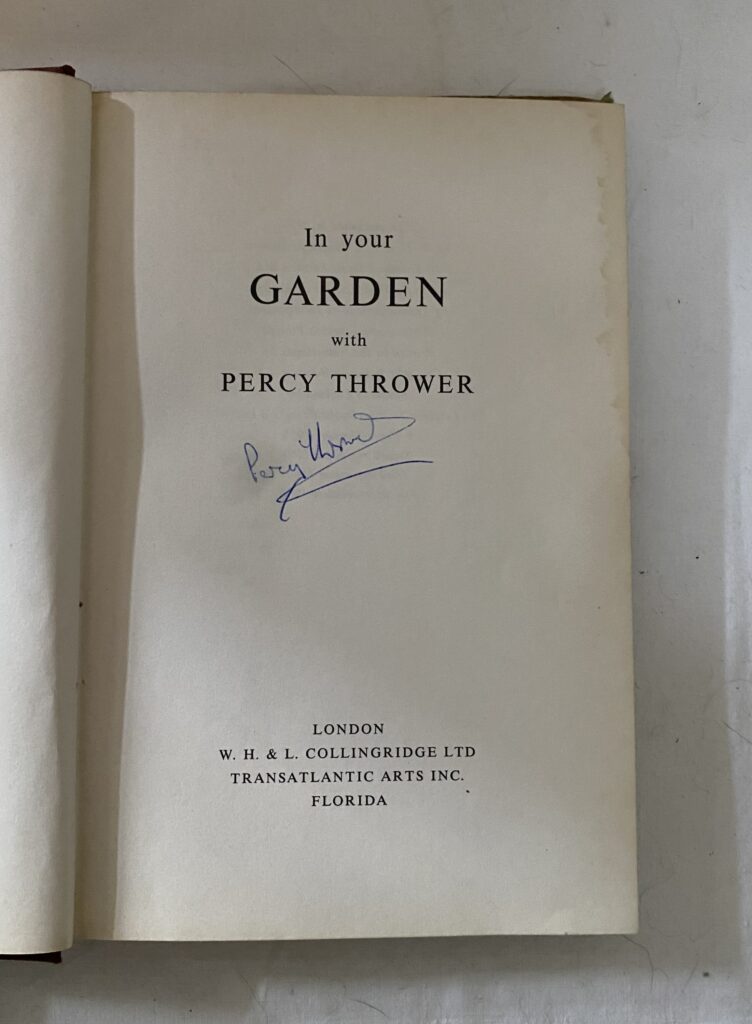 In your
GARDEN
with
PERCY THROWER
Percy Thrower
LONDON
W. H. & L. COLLINGRIDGE LTD
TRANSATLANTIC ARTS INC.
FLORIDA